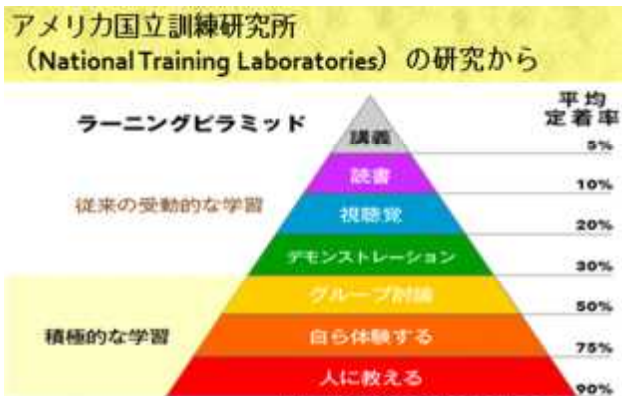 アメリカ国立訓練研究所
（National Training Laboratories）の研究から
ラーニングピラミッド
平均
定着率
講義
5%
読書
10%
従来の受動的な学習
視聴覚
20%
デモンストレーション
30%
グループ討論
50%
積極的な学習
自ら体験する
75%
人に教える
90%